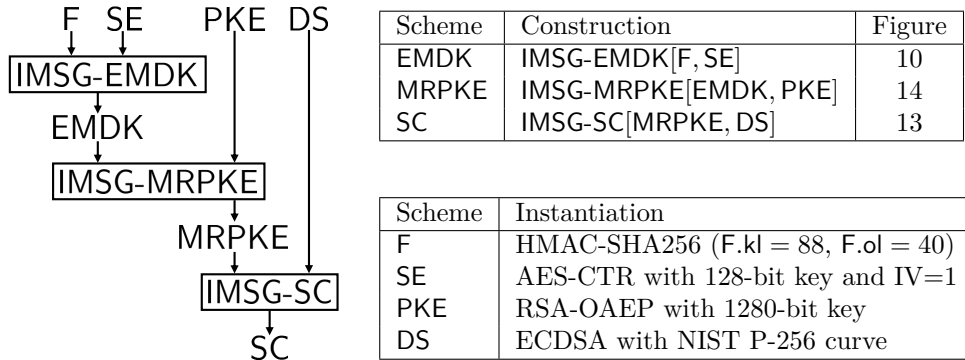 F SE PKE DS
IMSG-EMDK
EMDK
IMSG-MRPKE
MRPKE
IMSG-SC
SC
Scheme Construction Figure
EMDK IMSG-EMDK[F, SE] 10
MRPKE IMSG-MRPKE[EMDK, PKE] 14
SC IMSG-SC[MRPKE, DS] 13
Scheme Instantiation
F HMAC-SHA256 (F.kl = 88, F.ol = 40)
SE AES-CTR with 128-bit key and IV=1
PKE RSA-OAEP with 1280-bit key
DS ECDSA with NIST P-256 curve